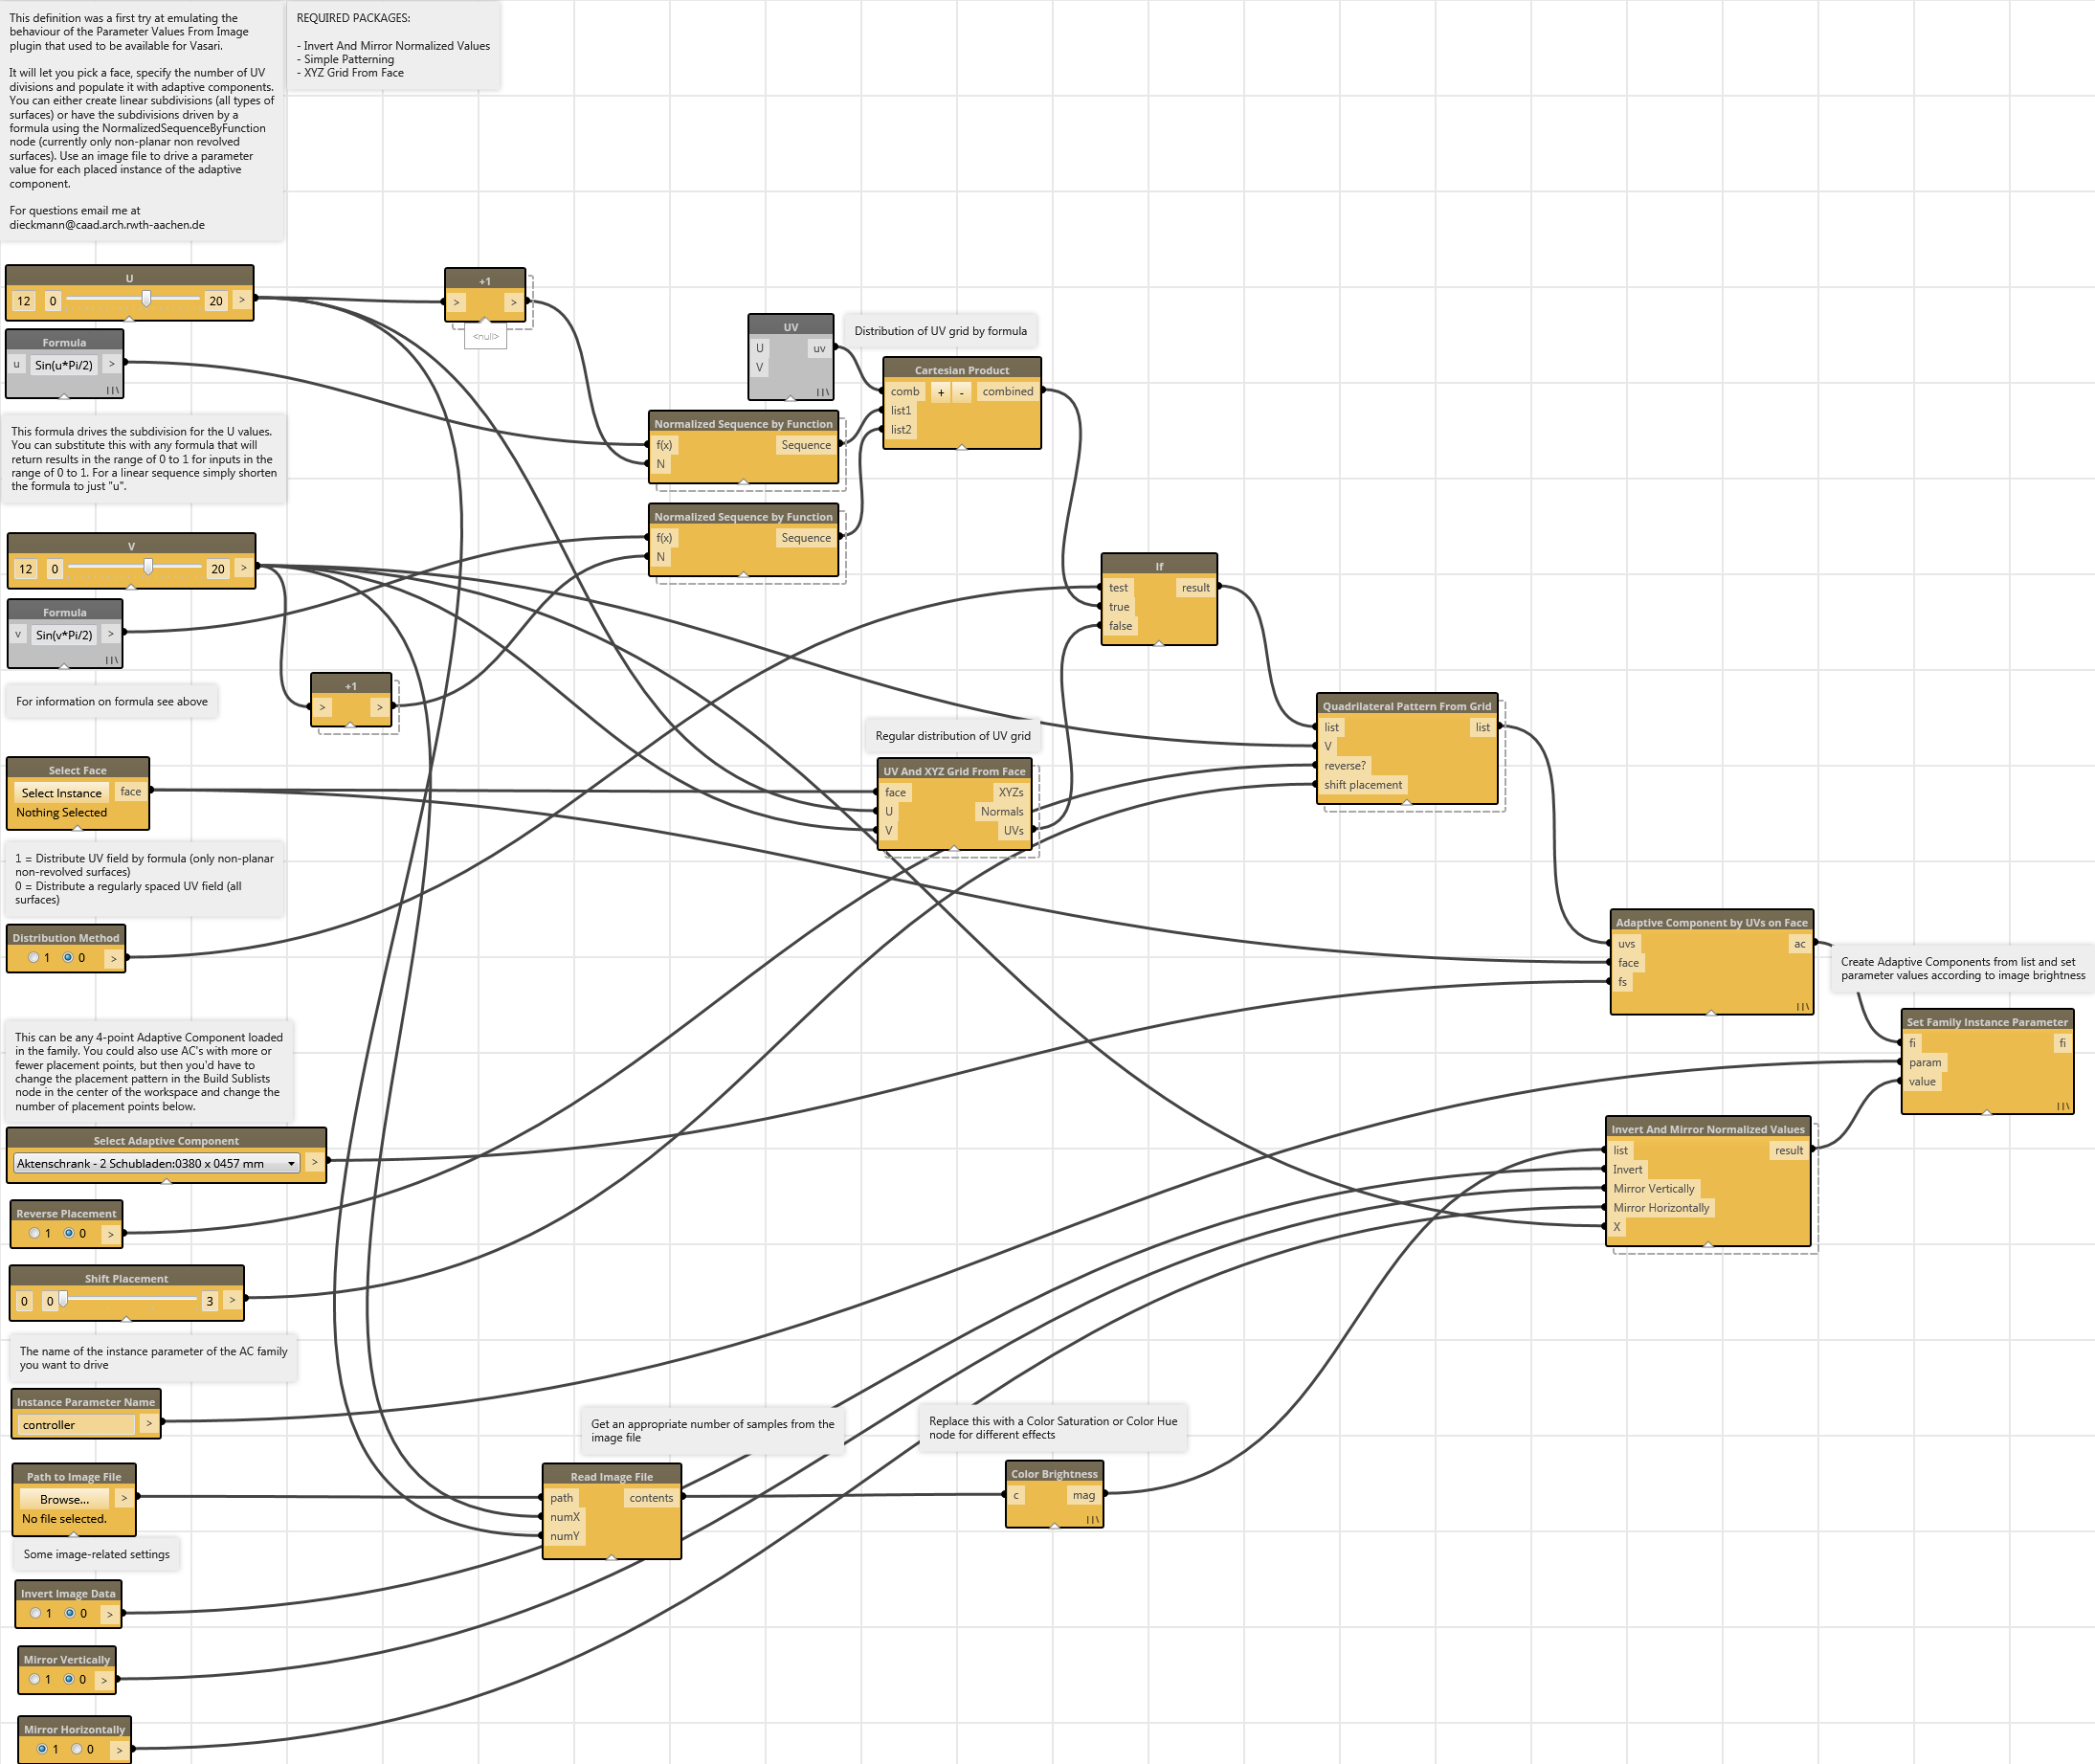 This definition was a first try at emulating the
behaviour of the Parameter Values From Image
plugin that used to be available for Vasari.
It will let you pick a face, specify the number of UV
divisions and populate it with adaptive components.
You can either create linear subdivisions (all types of
surfaces) or have the subdivisions driven by a
formula using the NormalizedSequenceByFunction
node (currently only non-planar non revolved
surfaces). Use an image file to drive a parameter
value for each placed instance of the adaptive
component.
For questions email me at
dieckmann@caad.arch.rwth-aachen.de
REQUIRED PACKAGES:
- Invert And Mirror Normalized Values
- Simple Patterning
- XYZ Grid From Face
U
12 0 20 >
+1
> >
<null>
Formula
u Sin(u*Pi/2) >
UV
U uv
V
Distribution of UV grid by formula
Cartesian Product
comb + - combined
list1
list2
This formula drives the subdivision for the U values.
You can substitute this with any formula that will
return results in the range of 0 to 1 for inputs in the
range of 0 to 1. For a linear sequence simply shorten
the formula to just "u".
Normalized Sequence by Function
f(x) Sequence
N
Normalized Sequence by Function
f(x) Sequence
N
V
12 0 20 >
Formula
v Sin(v*Pi/2) >
If
test result
true
false
For information on formula see above
+1
> >
Quadrilateral Pattern From Grid
list list
V
reverse?
shift placement
Regular distribution of UV grid
UV And XYZ Grid From Face
face XYZs
U Normals
V UVs
Select Face
Select Instance face
Nothing Selected
1 = Distribute UV field by formula (only non-planar
non-revolved surfaces)
0 = Distribute a regularly spaced UV field (all
surfaces)
Distribution Method
1 0 >
Adaptive Component by UVs on Face
uvs ac
face
fs
Create Adaptive Components from list and set
parameter values according to image brightness
Set Family Instance Parameter
fi fi
param
value
This can be any 4-point Adaptive Component loaded
in the family. You could also use AC's with more or
fewer placement points, but then you'd have to
change the placement pattern in the Build Sublists
node in the center of the workspace and change the
number of placement points below.
Select Adaptive Component
Aktenschrank - 2 Schubladen:0380 x 0457 mm >
Invert And Mirror Normalized Values
list result
Invert
Mirror Vertically
Mirror Horizontally
X
Reverse Placement
1 0 >
Shift Placement
0 0 3 >
The name of the instance parameter of the AC family
you want to drive
Instance Parameter Name
controller >
Get an appropriate number of samples from the
image file
Replace this with a Color Saturation or Color Hue
node for different effects
Path to Image File
Browse... >
No file selected.
Read Image File
path contents
numX
numY
Color Brightness
c mag
Some image-related settings
Invert Image Data
1 0 >
Mirror Vertically
1 0 >
Mirror Horizontally
1 0 >